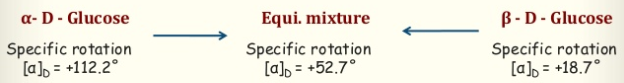 α- D - Glucose
Equi. mixture
β - D - Glucose
Specific rotation
[α]D = +112.2°
Specific rotation
[α]D = +52.7°
Specific rotation
[α]D = +18.7°